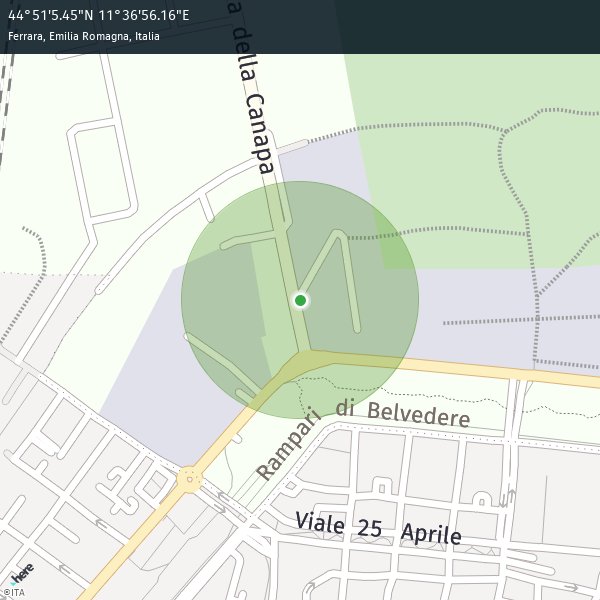 44°51'5.45"N 11°36'56.16"E
Ferrara, Emilia Romagna, Italia
a della Canapa
Rampari di Belvedere
Viale 25 Aprile
here
©ITA